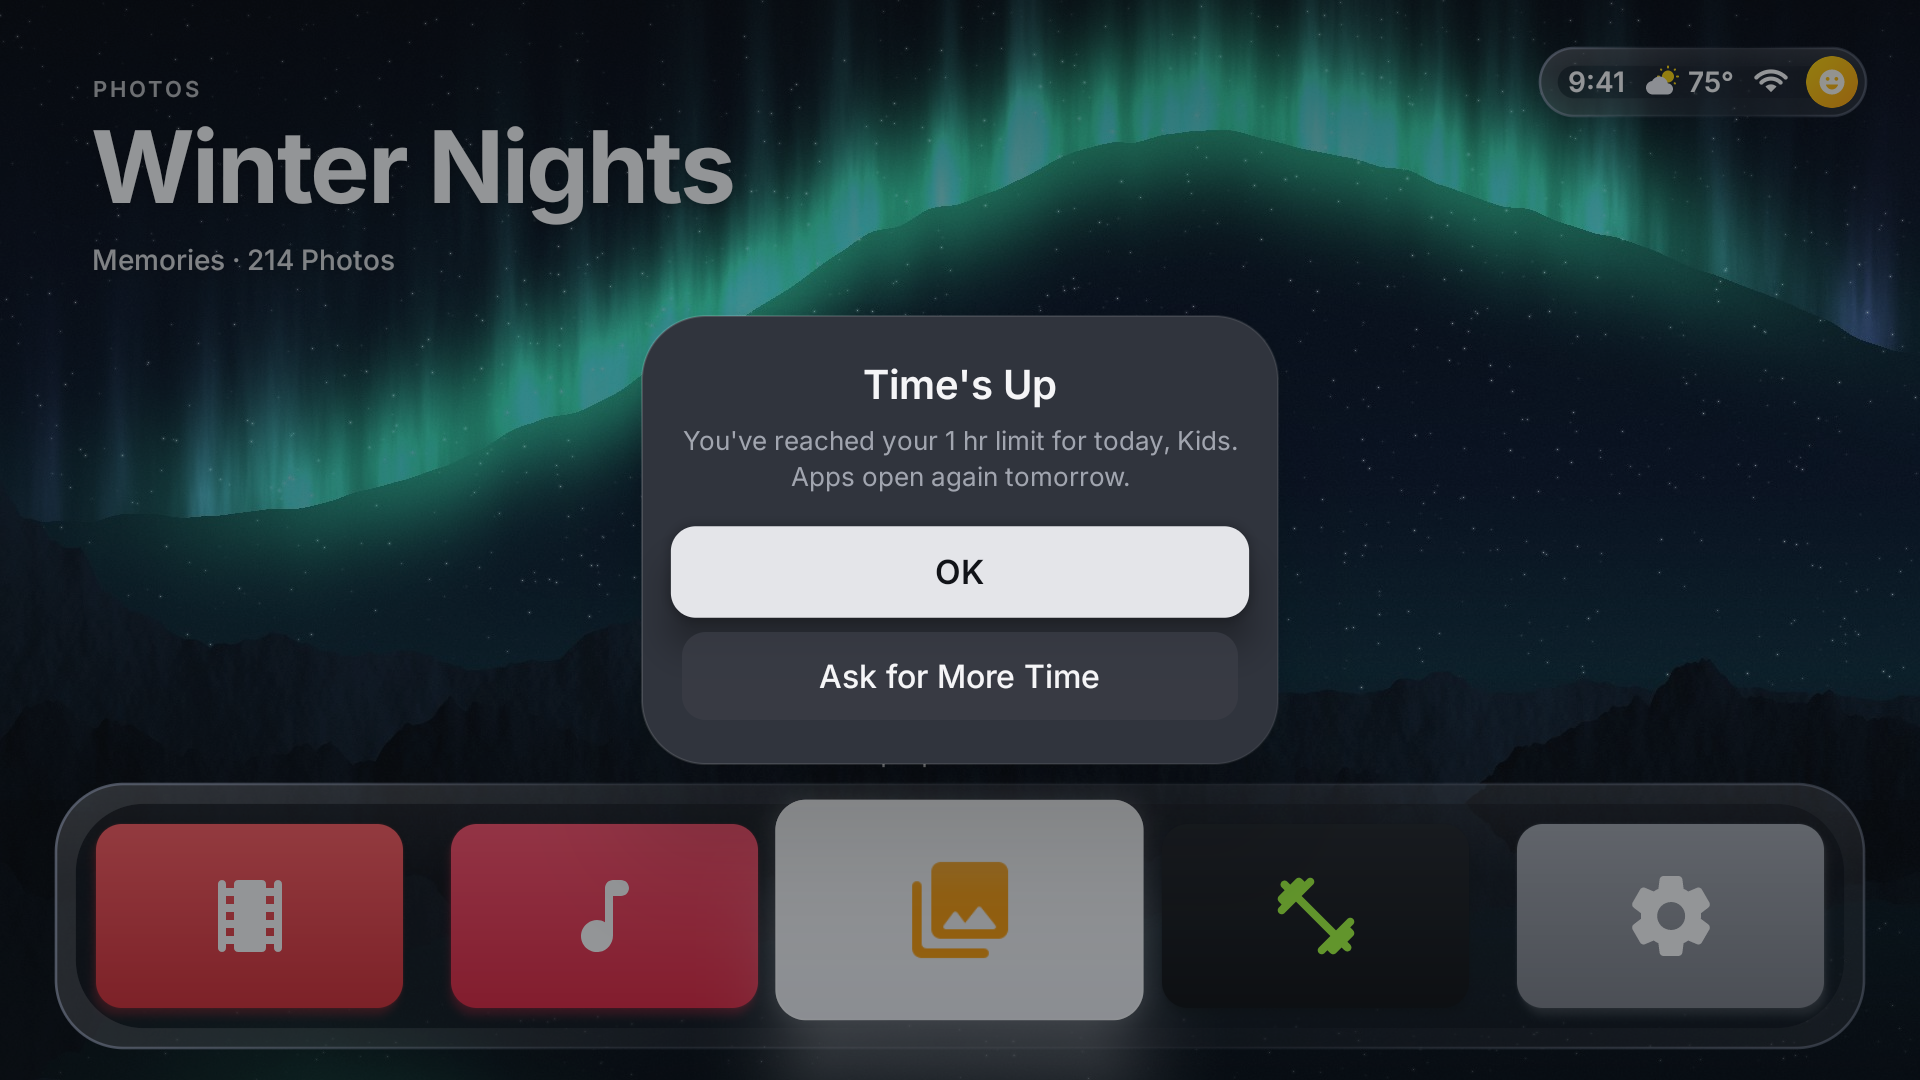 PHOTOS
Winter Nights
Memories · 214 Photos
9:41
75°
Time's Up
You've reached your 1 hr limit for today, Kids.
Apps open again tomorrow.
OK
Ask for More Time